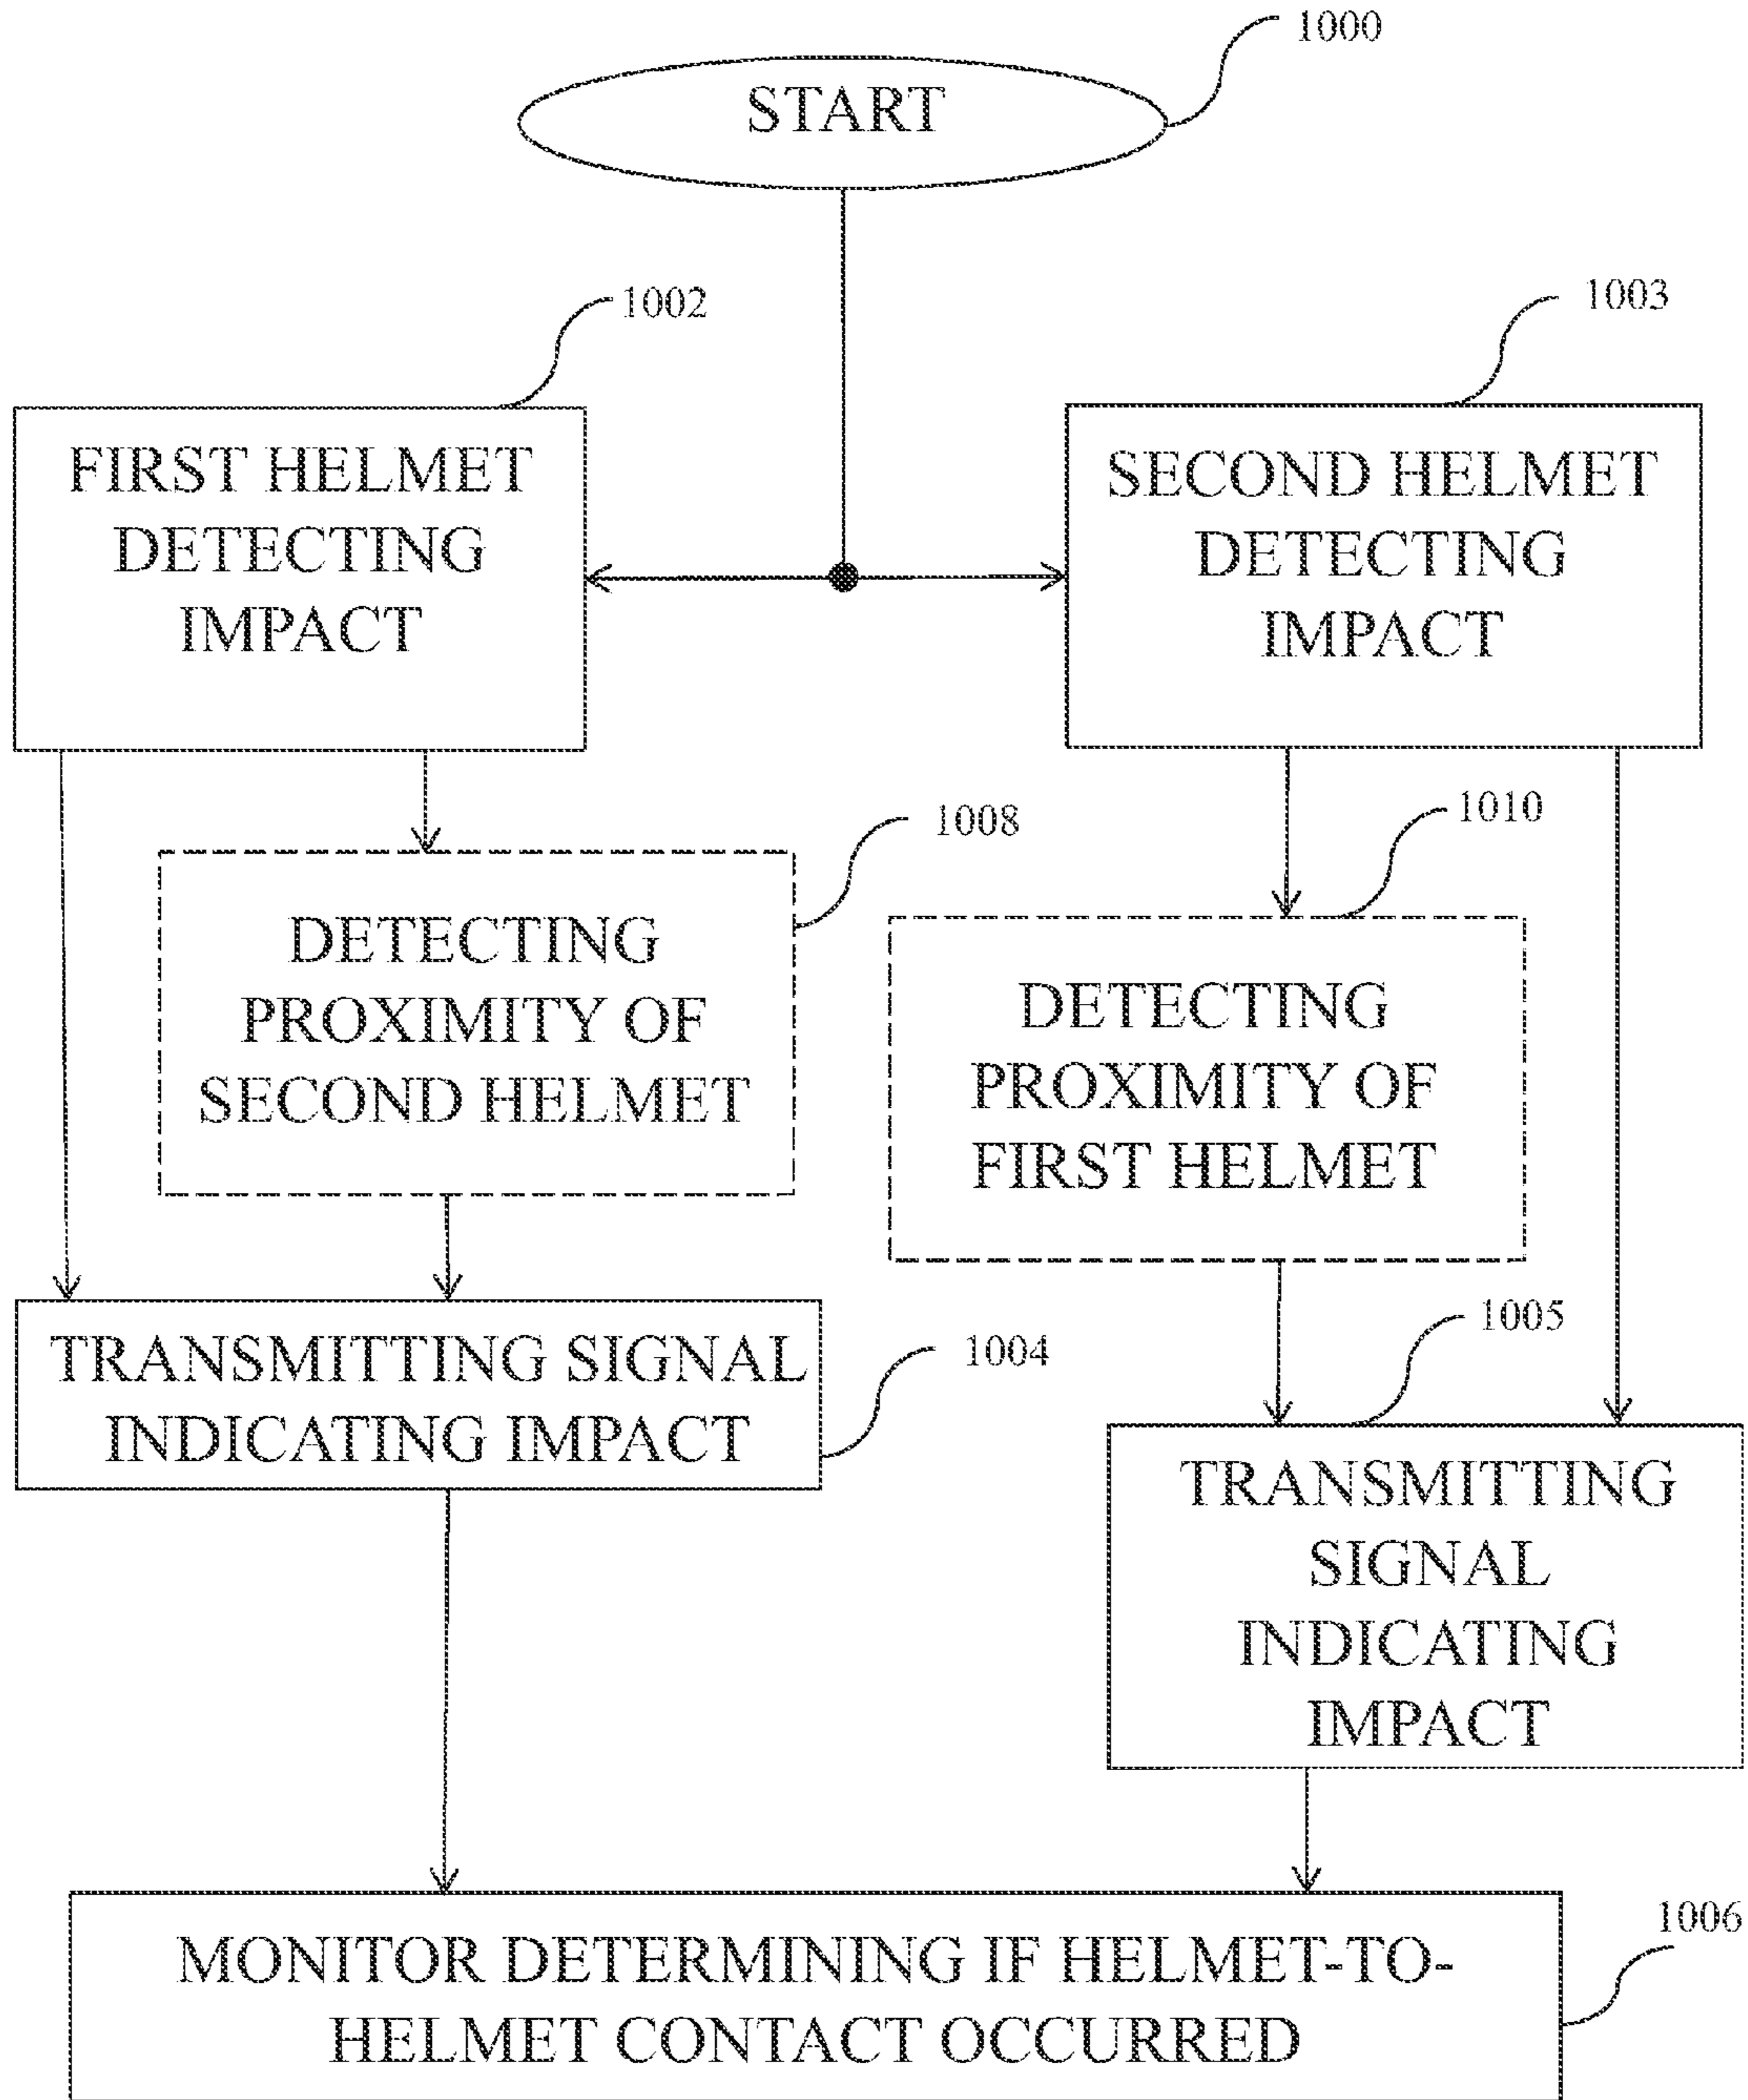 1000
START
1002
1003
FIRST HELMET
DETECTING
IMPACT
SECOND HELMET
DETECTING
IMPACT
1008
1010
DETECTING
PROXIMITY OF
SECOND HELMET
DETECTING
PROXIMITY OF
FIRST HELMET
1004
1005
TRANSMITTING SIGNAL
INDICATING IMPACT
TRANSMITTING
SIGNAL
INDICATING
IMPACT
1006
MONITOR DETERMINING IF HELMET-TO-
HELMET CONTACT OCCURRED